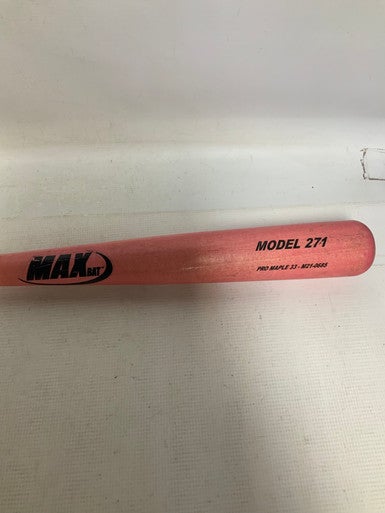 MAX
BAT
MODEL 271
PRO MAPLE 33 - M21-0685